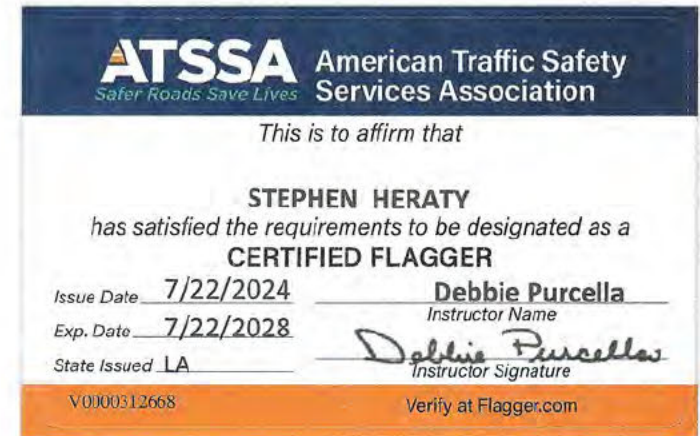 ATSSA American Traffic Safety
Safer Roads Save Lives Services Association
This is to affirm that
STEPHEN HERATY
has satisfied the requirements to be designated as a
CERTIFIED FLAGGER
Issue Date 7/22/2024 Debbie Purcella
Instructor Name
Exp. Date 7/22/2028
Debbie Purcella
State Issued LA Instructor Signature
V0000312668 Verify at Flagger.com